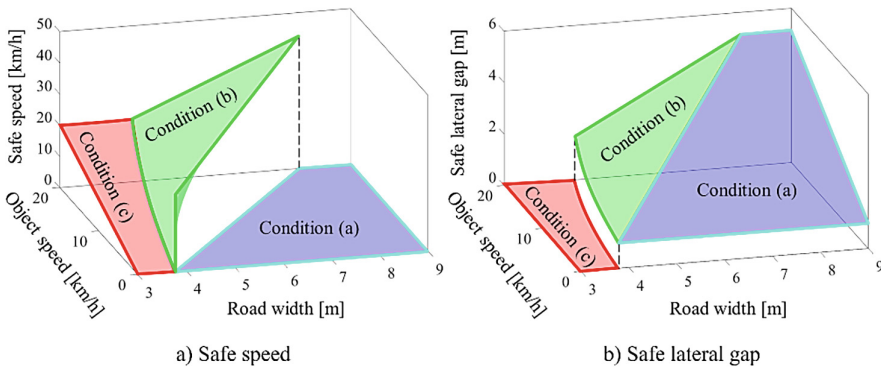 50
40
30
20
10
0
Safe speed [km/h]
20
10
0
Object speed [km/h]
3
4
5
6
7
8
9
Road width [m]
Condition (c)
Condition (b)
Condition (a)
a) Safe speed
6
4
2
0
Safe lateral gap [m]
20
10
0
Object speed [km/h]
3
4
5
6
7
8
9
Road width [m]
Condition (c)
Condition (b)
Condition (a)
b) Safe lateral gap